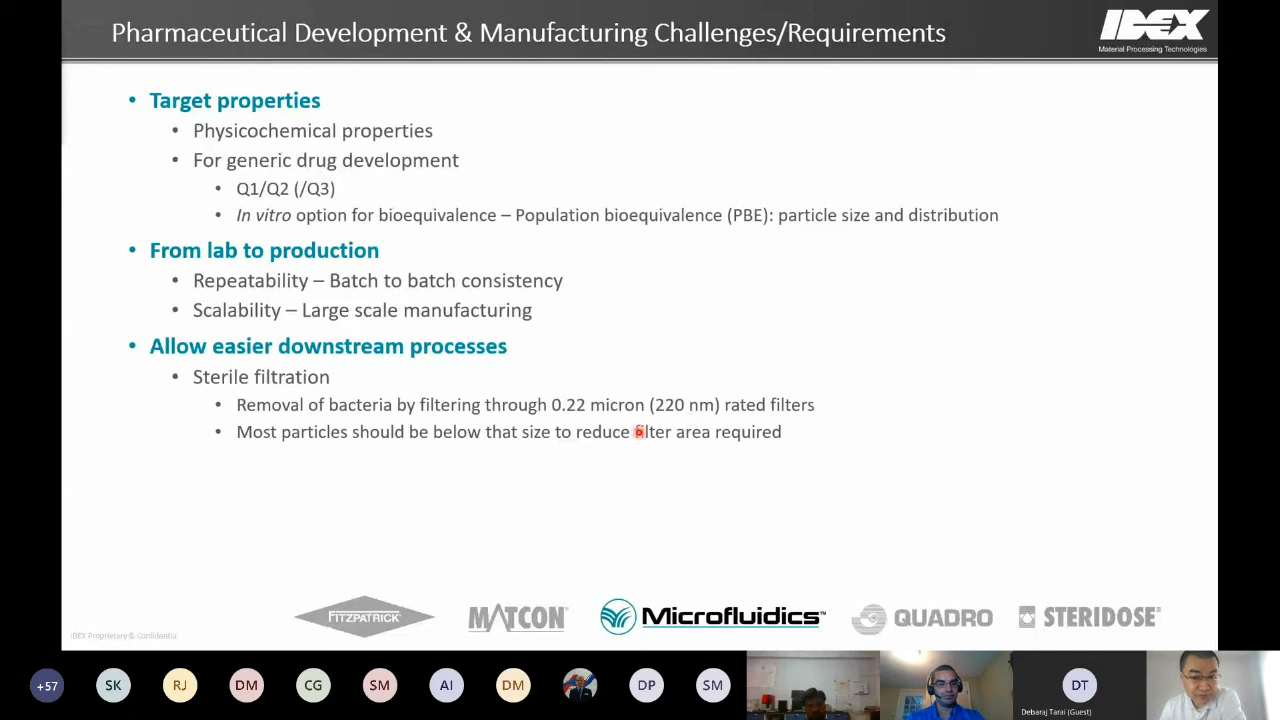 Pharmaceutical Development & Manufacturing Challenges/Requirements
IDEX
Material Processing Technologies
• Target properties
• Physicochemical properties
• For generic drug development
• Q1/Q2 (/Q3)
• In vitro option for bioequivalence – Population bioequivalence (PBE): particle size and distribution
• From lab to production
• Repeatability – Batch to batch consistency
• Scalability – Large scale manufacturing
• Allow easier downstream processes
• Sterile filtration
• Removal of bacteria by filtering through 0.22 micron (220 nm) rated filters
• Most particles should be below that size to reduce filter area required
FITZPATRICK MATCON Microfluidics™ QUADRO STERIDOSE
IDEX Proprietary & Confidential
+57 SK RJ DM CG SM AI DM DP SM DT
Debaraj Tarai (Guest)